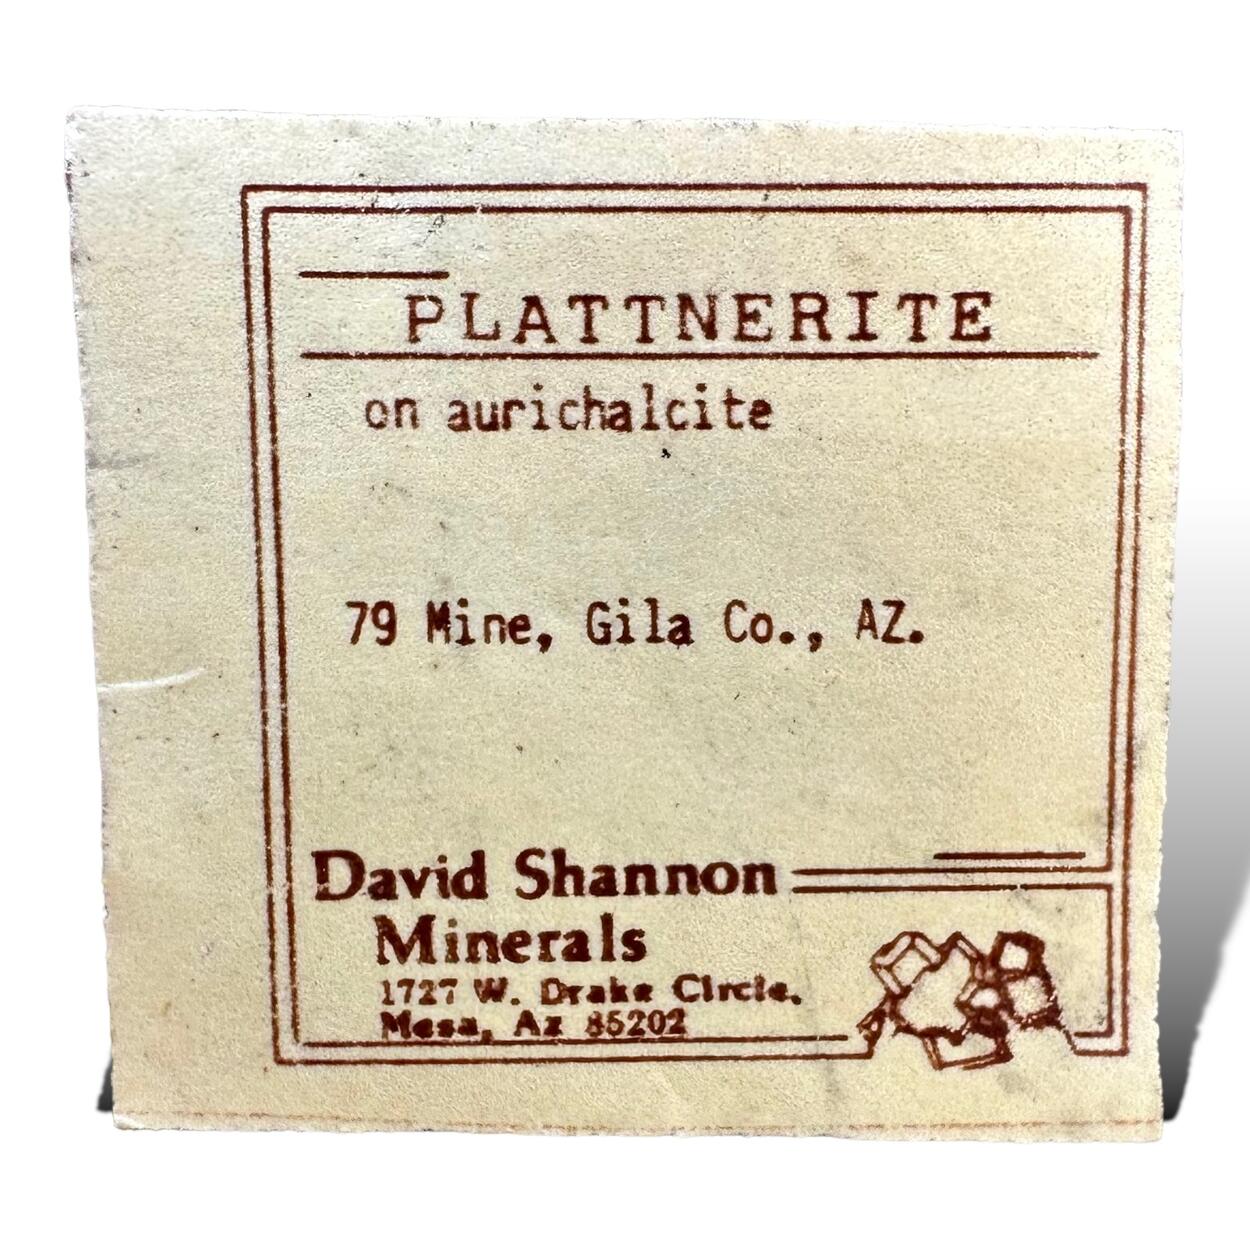 PLATTNERITE
on aurichalcite
79 Mine, Gila Co., AZ.
David Shannon
Minerals
1727 W. Drake Circle,
Mesa, Az 85202